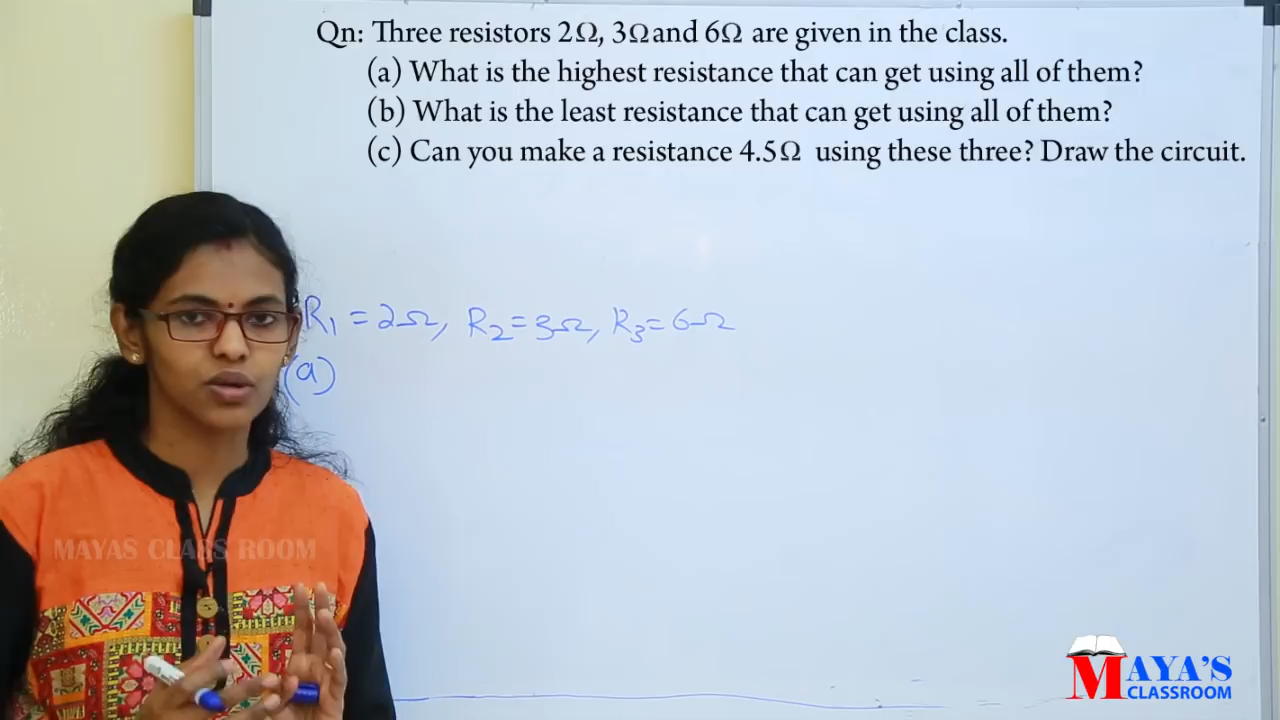 Qn: Three resistors 2Ω, 3Ω and 6Ω are given in the class.
(a) What is the highest resistance that can get using all of them?
(b) What is the least resistance that can get using all of them?
(c) Can you make a resistance 4.5Ω using these three? Draw the circuit.
R₁ = 2Ω, R₂ = 3Ω, R₃ = 6Ω
(a)
MAYAS CLASS ROOM
MAYA'S
CLASSROOM